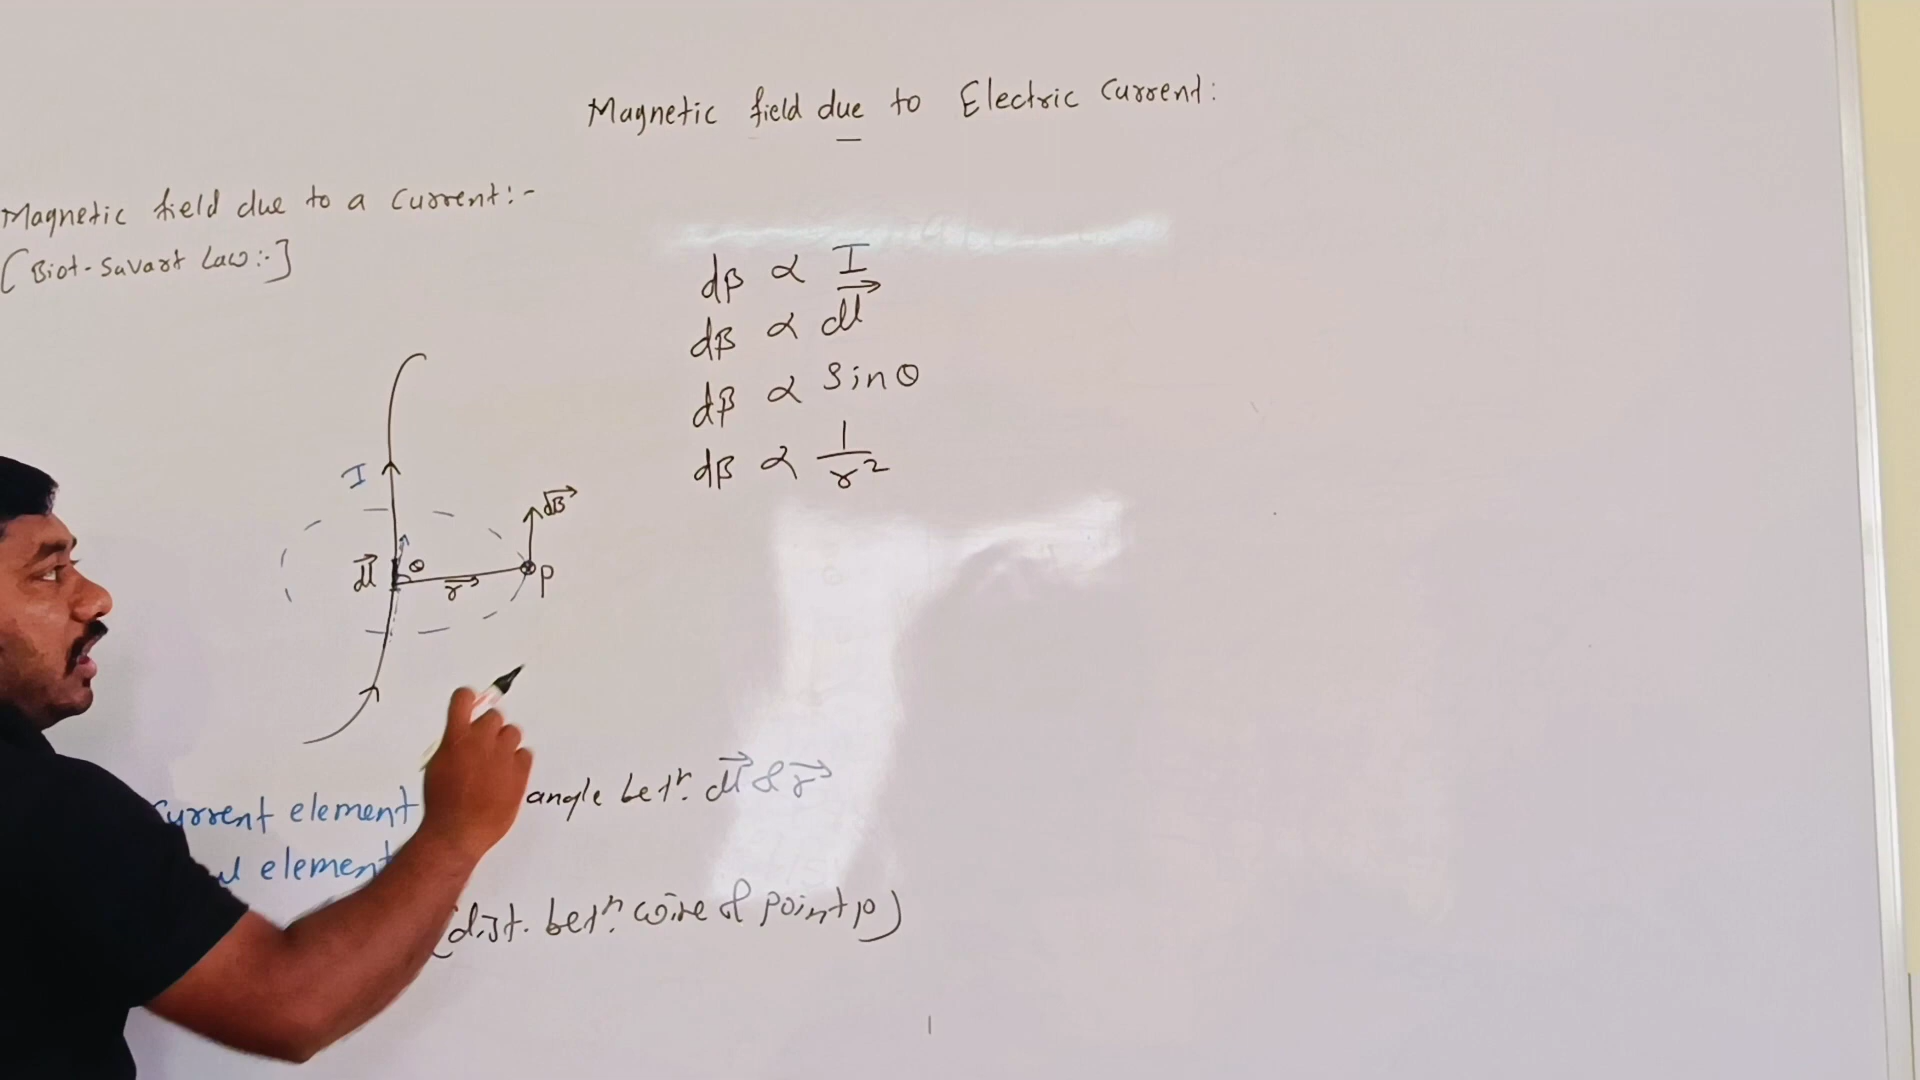 Magnetic field due to Electric Current:
Magnetic field due to a Current:-
[Biot-Savart Law:-]
dB ∝ I
dB ∝ d𝑙⃗
dB ∝ Sinθ
dB ∝ 1/r²
I
dB⃗
d𝑙⃗ θ r⃗ P
Current element
element
angle betⁿ. d𝑙⃗ & r⃗
(dist. betⁿ. wire & point p)